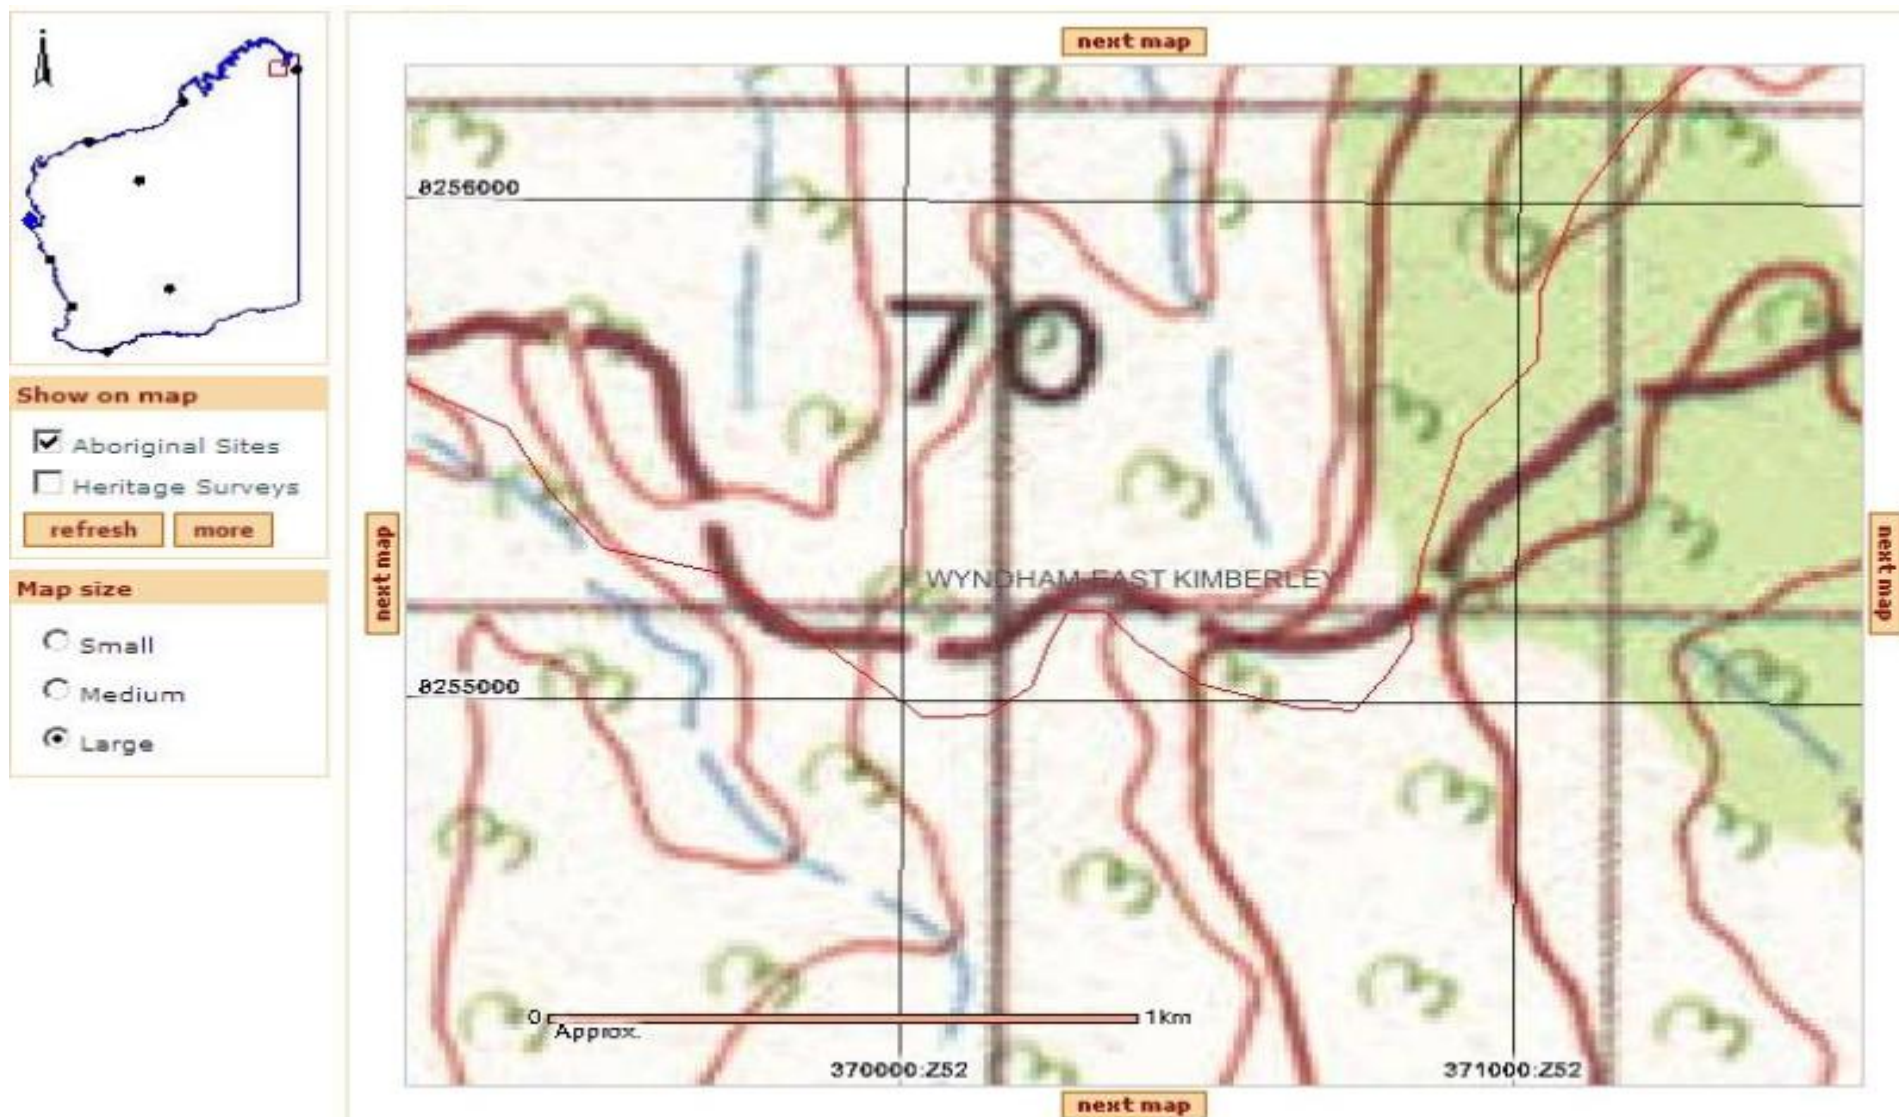 next map
8256000
70
Show on map
Aboriginal Sites
Heritage Surveys
refresh
more
next map
next map
WYNDHAM-EAST KIMBERLEY
Map size
Small
Medium
Large
8255000
0
1km
Approx.
370000:Z52
371000:Z52
next map